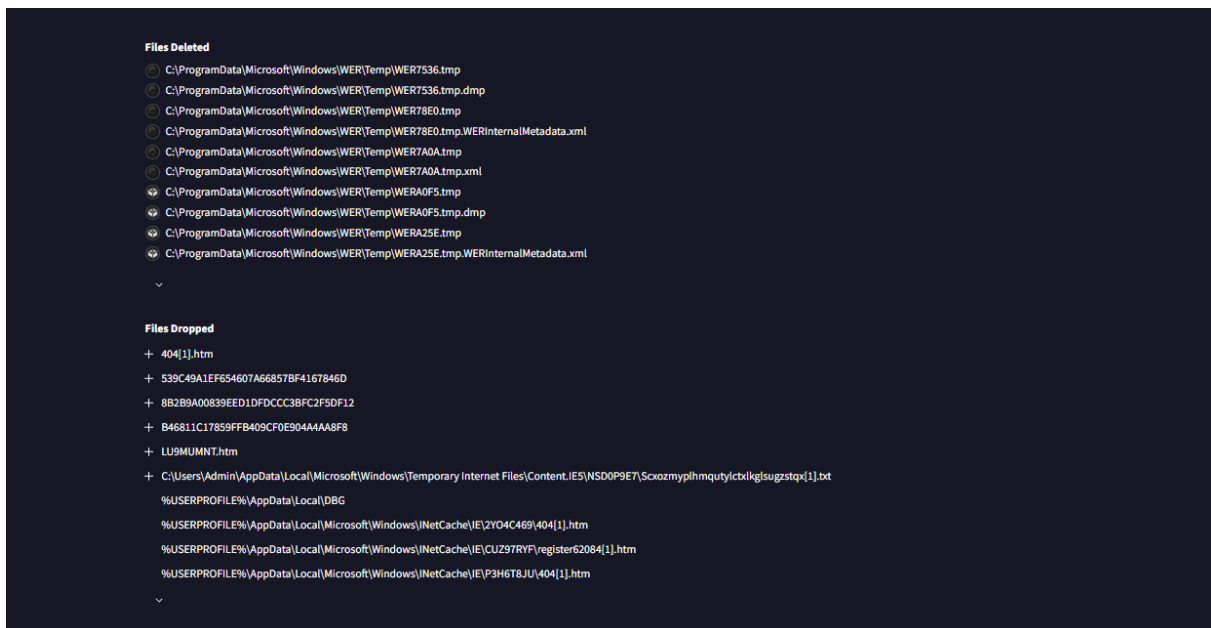 Files Deleted
C:\ProgramData\Microsoft\Windows\WER\Temp\WER7536.tmp
C:\ProgramData\Microsoft\Windows\WER\Temp\WER7536.tmp.dmp
C:\ProgramData\Microsoft\Windows\WER\Temp\WER78E0.tmp
C:\ProgramData\Microsoft\Windows\WER\Temp\WER78E0.tmp.WERInternalMetadata.xml
C:\ProgramData\Microsoft\Windows\WER\Temp\WER7A0A.tmp
C:\ProgramData\Microsoft\Windows\WER\Temp\WER7A0A.tmp.xml
C:\ProgramData\Microsoft\Windows\WER\Temp\WERA0F5.tmp
C:\ProgramData\Microsoft\Windows\WER\Temp\WERA0F5.tmp.dmp
C:\ProgramData\Microsoft\Windows\WER\Temp\WERA25E.tmp
C:\ProgramData\Microsoft\Windows\WER\Temp\WERA25E.tmp.WERInternalMetadata.xml
Files Dropped
+ 404[1].htm
+ 539C49A1EF654607A66857BF4167846D
+ 8B2B9A00839EED1DFDCCC3BFC2F5DF12
+ B46811C17859FFB409CF0E904A4AA8F8
+ LU9MUMNT.htm
+ C:\Users\Admin\AppData\Local\Microsoft\Windows\Temporary Internet Files\Content.IE5\NSD0P9E7\Scxozmyplhmqutylctxlkglsugzstqx[1].txt
%USERPROFILE%\AppData\Local\DBG
%USERPROFILE%\AppData\Local\Microsoft\Windows\INetCache\IE\2YO4C469\404[1].htm
%USERPROFILE%\AppData\Local\Microsoft\Windows\INetCache\IE\CUZ97RYF\register62084[1].htm
%USERPROFILE%\AppData\Local\Microsoft\Windows\INetCache\IE\P3H6T8JU\404[1].htm